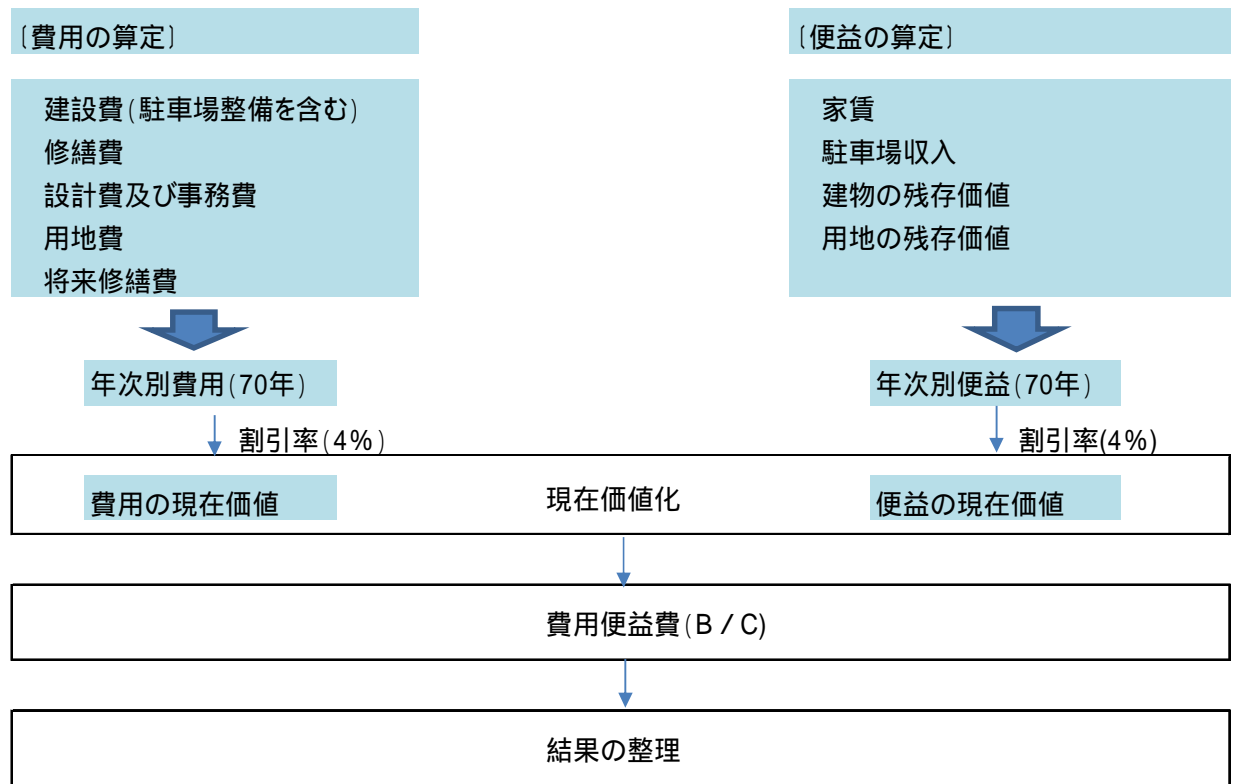 〔費用の算定〕
建設費(駐車場整備を含む)
修繕費
設計費及び事務費
用地費
将来修繕費
年次別費用(70年)
割引率(4%)
〔便益の算定〕
家賃
駐車場収入
建物の残存価値
用地の残存価値
年次別便益(70年)
割引率(4%)
費用の現在価値
現在価値化
便益の現在価値
費用便益費(B/C)
結果の整理